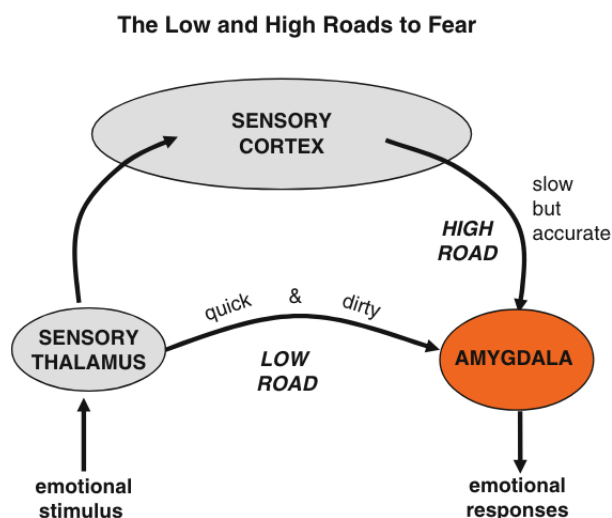 The Low and High Roads to Fear
SENSORY
CORTEX
slow
but
accurate
HIGH
ROAD
quick & dirty
SENSORY
THALAMUS
LOW
ROAD
AMYGDALA
emotional
stimulus
emotional
responses